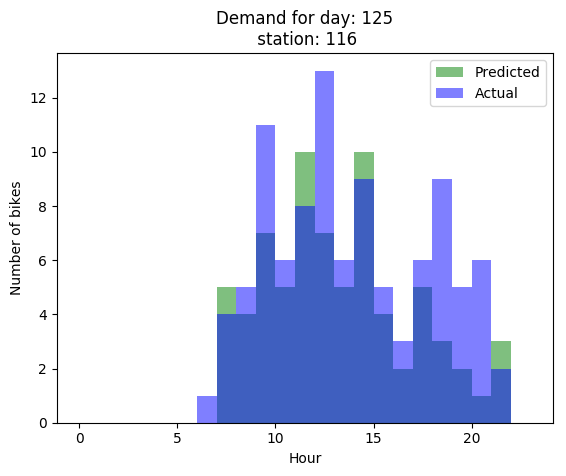 Demand for day: 125
station: 116
Predicted
Actual
Number of bikes
12
10
8
6
4
2
0
0 5 10 15 20
Hour